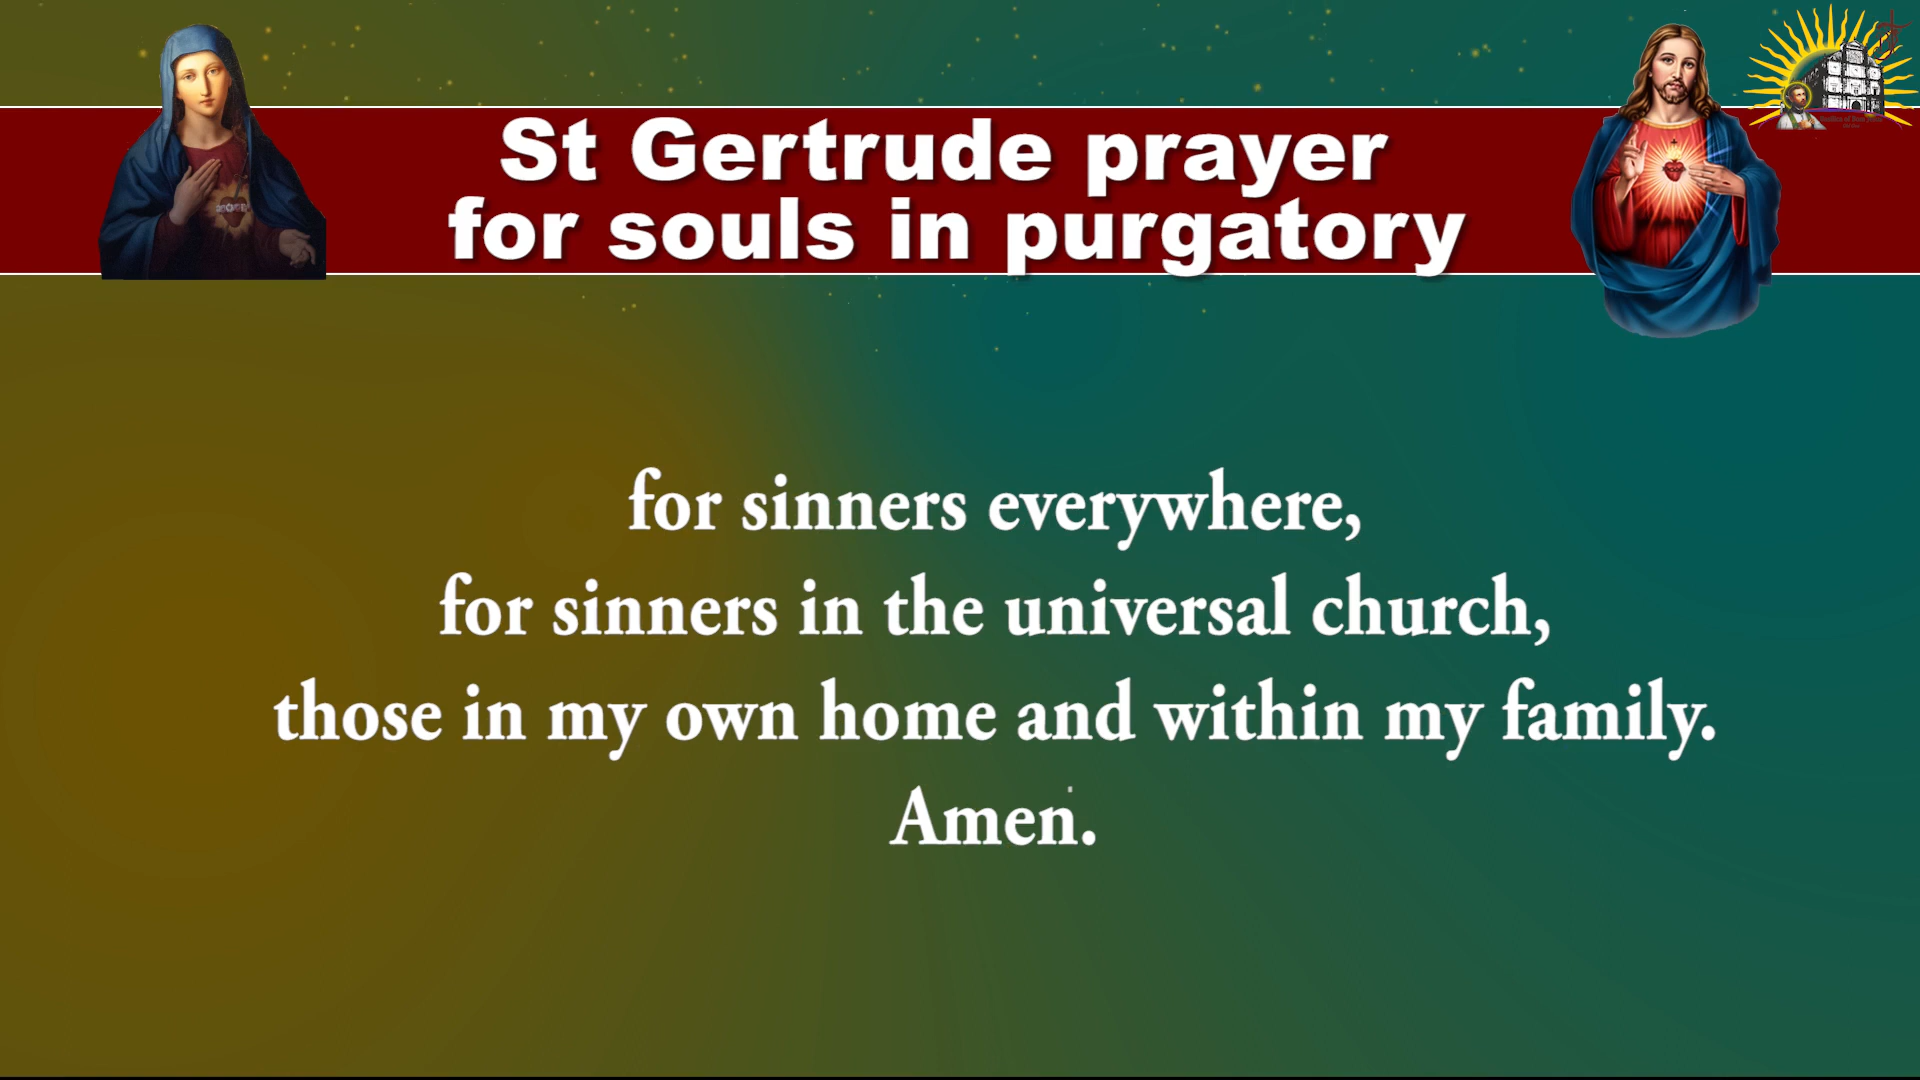 St Gertrude prayer
for souls in purgatory
for sinners everywhere,
for sinners in the universal church,
those in my own home and within my family.
Amen.